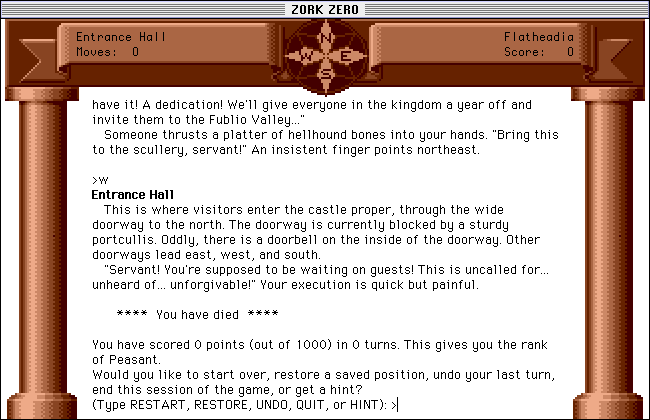 ZORK ZERO
Entrance Hall
Flatheadia
Moves: 0
Score: 0
N
W E
S
have it! A dedication! We'll give everyone in the kingdom a year off and
invite them to the Fublio Valley..."
Someone thrusts a platter of hellhound bones into your hands. "Bring this
to the scullery, servant!" An insistent finger points northeast.
>w
Entrance Hall
This is where visitors enter the castle proper, through the wide
doorway to the north. The doorway is currently blocked by a sturdy
portcullis. Oddly, there is a doorbell on the inside of the doorway. Other
doorways lead east, west, and south.
"Servant! You're supposed to be waiting on guests! This is uncalled for...
unheard of... unforgivable!" Your execution is quick but painful.
**** You have died ****
You have scored 0 points (out of 1000) in 0 turns. This gives you the rank
of Peasant.
Would you like to start over, restore a saved position, undo your last turn,
end this session of the game, or get a hint?
(Type RESTART, RESTORE, UNDO, QUIT, or HINT): >